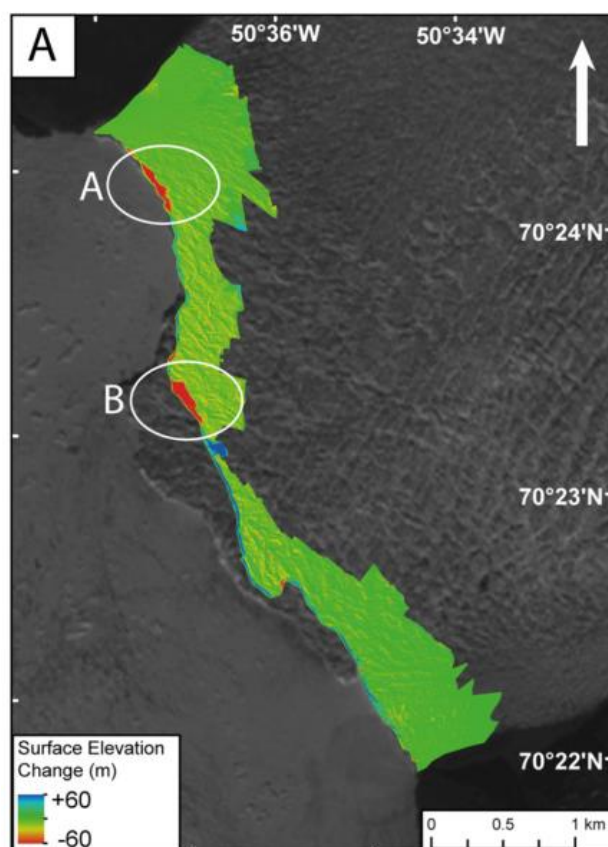 A
50°36'W
50°34'W
A
70°24'N
B
70°23'N
Surface Elevation
Change (m)
+60
-60
70°22'N
0
0.5
1 km